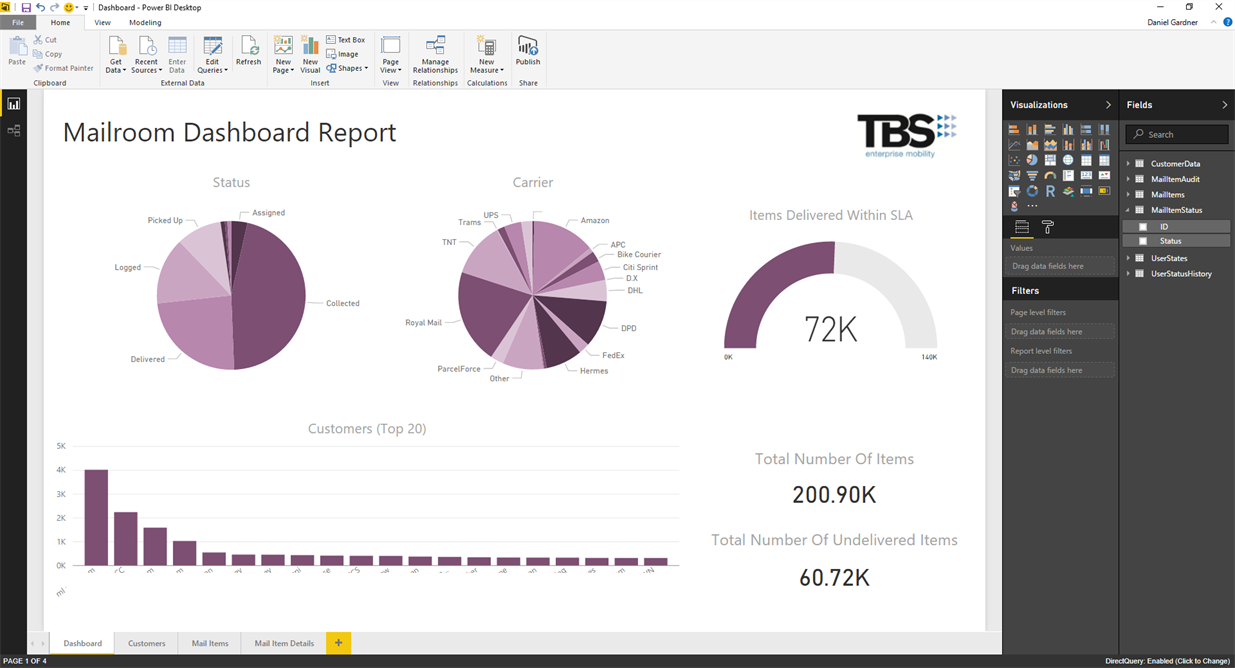 Dashboard - Power BI Desktop
Daniel Gardner
File Home View Modeling
Paste
Cut
Copy
Format Painter
Clipboard
Get Data
Recent Sources
Enter Data
Edit Queries
Refresh
External Data
New Page
New Visual
Text Box
Image
Shapes
Insert
Page View
View
Manage Relationships
Relationships
New Measure
Calculations
Publish
Share
Mailroom Dashboard Report
TBS
enterprise mobility
Status
Assigned
Picked Up
Logged
Collected
Delivered
Carrier
UPS
Trams
TNT
Royal Mail
ParcelForce
Other
Amazon
APC
Bike Courier
Citi Sprint
D.X
DHL
DPD
FedEx
Hermes
Items Delivered Within SLA
72K
0K
140K
Customers (Top 20)
5K
4K
3K
2K
1K
0K
Total Number Of Items
200.90K
Total Number Of Undelivered Items
60.72K
Visualizations
R
Values
Drag data fields here
Filters
Page level filters
Drag data fields here
Report level filters
Drag data fields here
Fields
Search
CustomerData
MailItemAudit
MailItems
MailItemStatus
ID
Status
UserStates
UserStatusHistory
Dashboard Customers Mail Items Mail Item Details +
PAGE 1 OF 4
DirectQuery: Enabled (Click to Change)